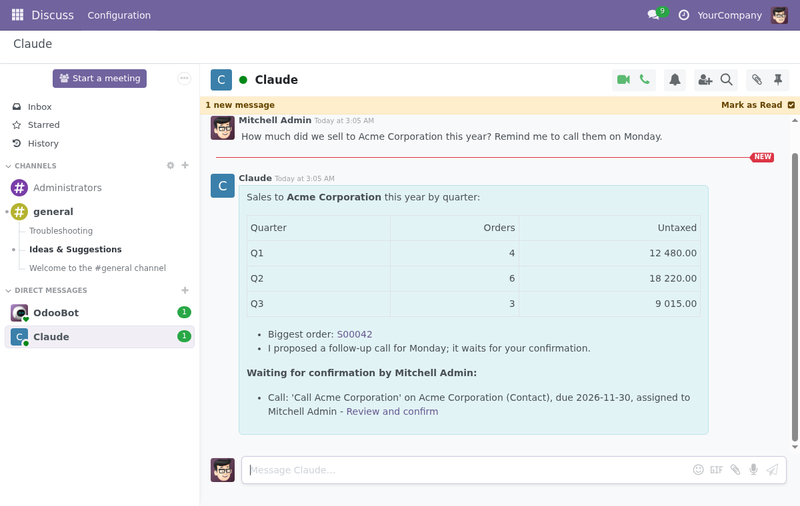 Discuss Configuration 9 YourCompany
Claude
Start a meeting
Inbox
Starred
History
CHANNELS
Administrators
general
Troubleshooting
Ideas & Suggestions
Welcome to the #general channel
DIRECT MESSAGES
OdooBot 1
C Claude 1
C Claude
1 new message Mark as Read
Mitchell Admin Today at 3:05 AM
How much did we sell to Acme Corporation this year? Remind me to call them on Monday.
NEW
C Claude Today at 3:05 AM
Sales to Acme Corporation this year by quarter:
Quarter Orders Untaxed
Q1 4 12 480.00
Q2 6 18 220.00
Q3 3 9 015.00
• Biggest order: S00042
• I proposed a follow-up call for Monday; it waits for your confirmation.
Waiting for confirmation by Mitchell Admin:
• Call: 'Call Acme Corporation' on Acme Corporation (Contact), due 2026-11-30, assigned to
Mitchell Admin - Review and confirm
Message Claude... GIF